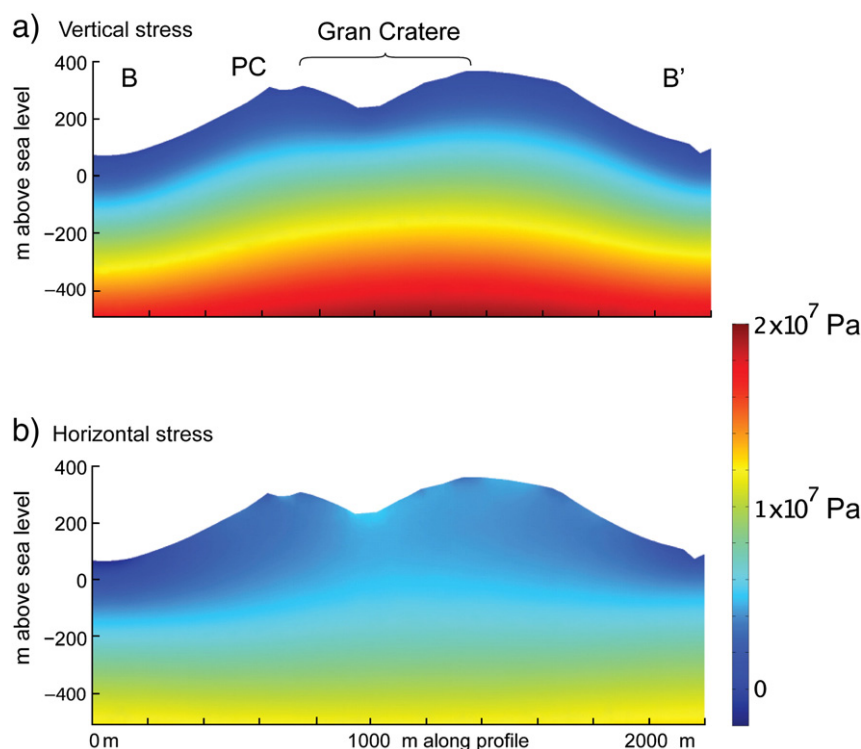 a) Vertical stress
Gran Cratere
B
PC
B'
m above sea level
400
200
0
−200
−400
2x10⁷ Pa
1x10⁷ Pa
0
b) Horizontal stress
m above sea level
400
200
0
−200
−400
0 m
1000
m along profile
2000 m